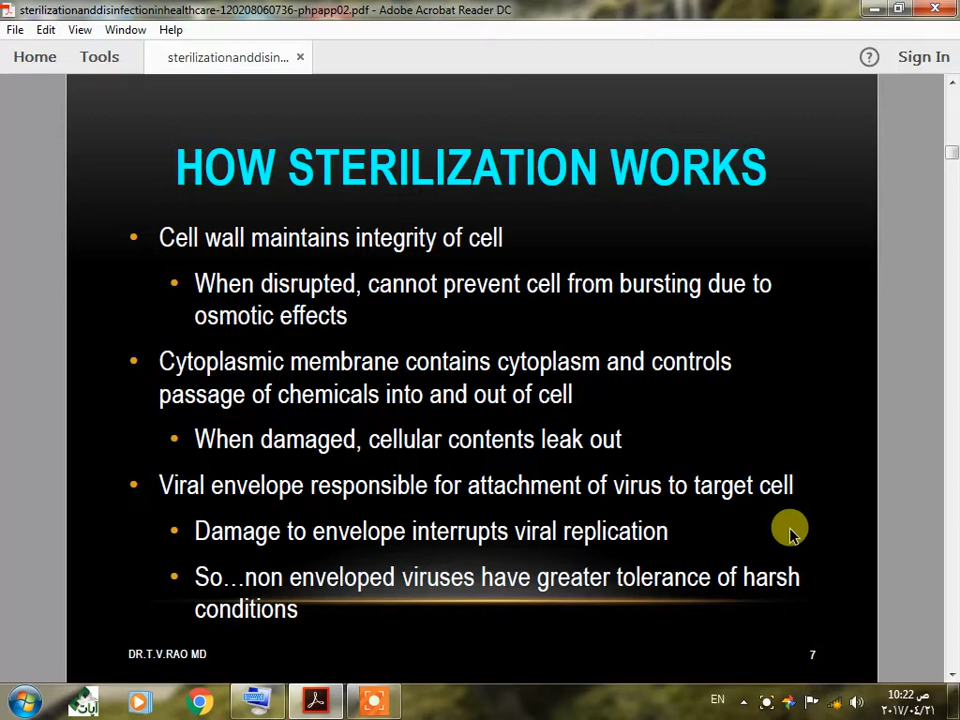 sterilizationanddisinfectioninhealthcare-120208060736-phpapp02.pdf - Adobe Acrobat Reader DC
File Edit View Window Help
Home Tools sterilizationanddisin... × ? Sign In
HOW STERILIZATION WORKS
• Cell wall maintains integrity of cell
• When disrupted, cannot prevent cell from bursting due to
osmotic effects
• Cytoplasmic membrane contains cytoplasm and controls
passage of chemicals into and out of cell
• When damaged, cellular contents leak out
• Viral envelope responsible for attachment of virus to target cell
• Damage to envelope interrupts viral replication
• So…non enveloped viruses have greater tolerance of harsh
conditions
DR.T.V.RAO MD 7
آيات EN 10:22 ص
٢٠١٧/٠٤/٢١